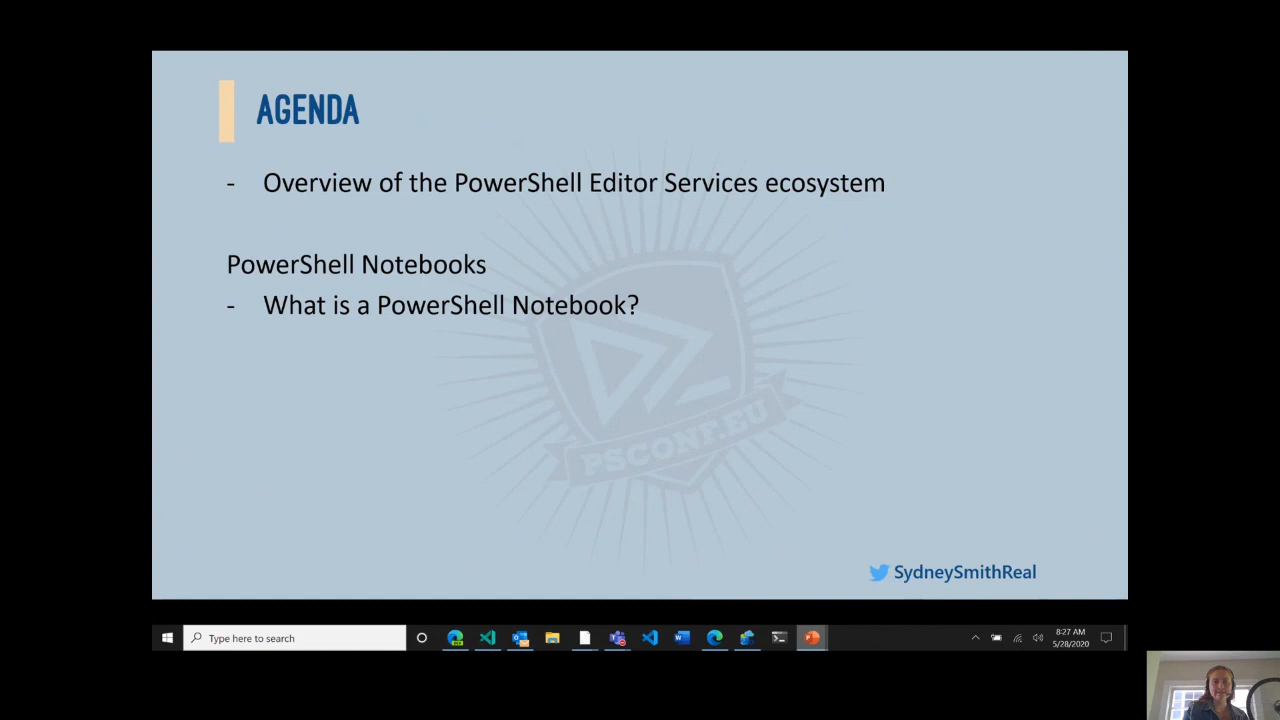 AGENDA
- Overview of the PowerShell Editor Services ecosystem
PowerShell Notebooks
- What is a PowerShell Notebook?
PSCONF.EU
SydneySmithReal
Type here to search
8:27 AM
5/28/2020